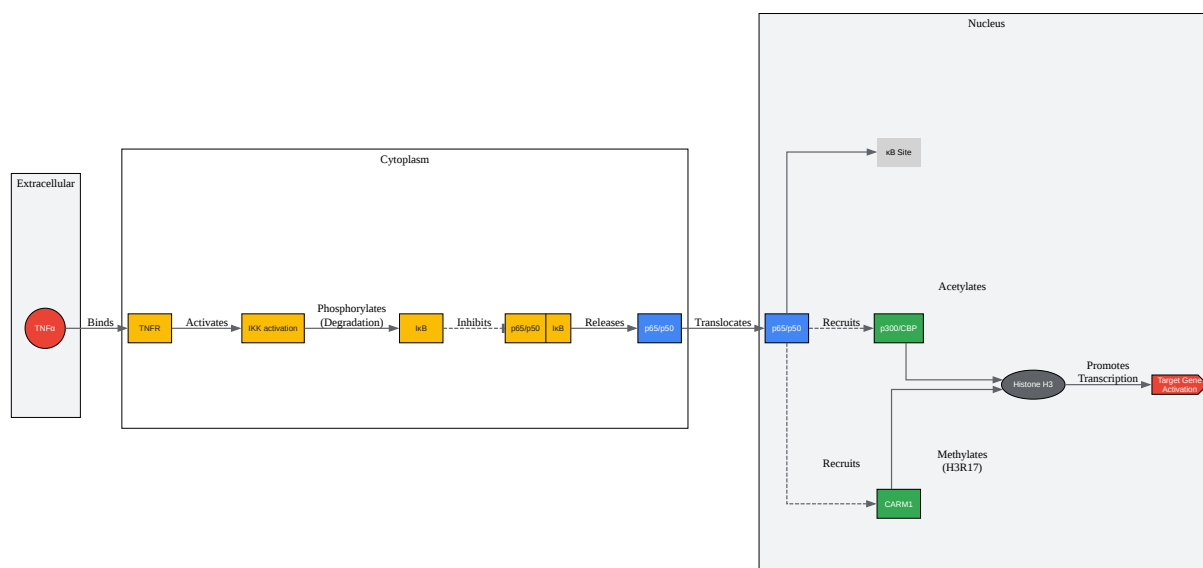 Nucleus
Cytoplasm
Extracellular
κB Site
TNFα
Binds
TNFR
Activates
IKK activation
Phosphorylates
(Degradation)
IκB
Inhibits
p65/p50
IκB
Releases
p65/p50
Translocates
p65/p50
Recruits
p300/CBP
Acetylates
Histone H3
Promotes
Transcription
Target Gene
Activation
Recruits
Methylates
(H3R17)
CARM1